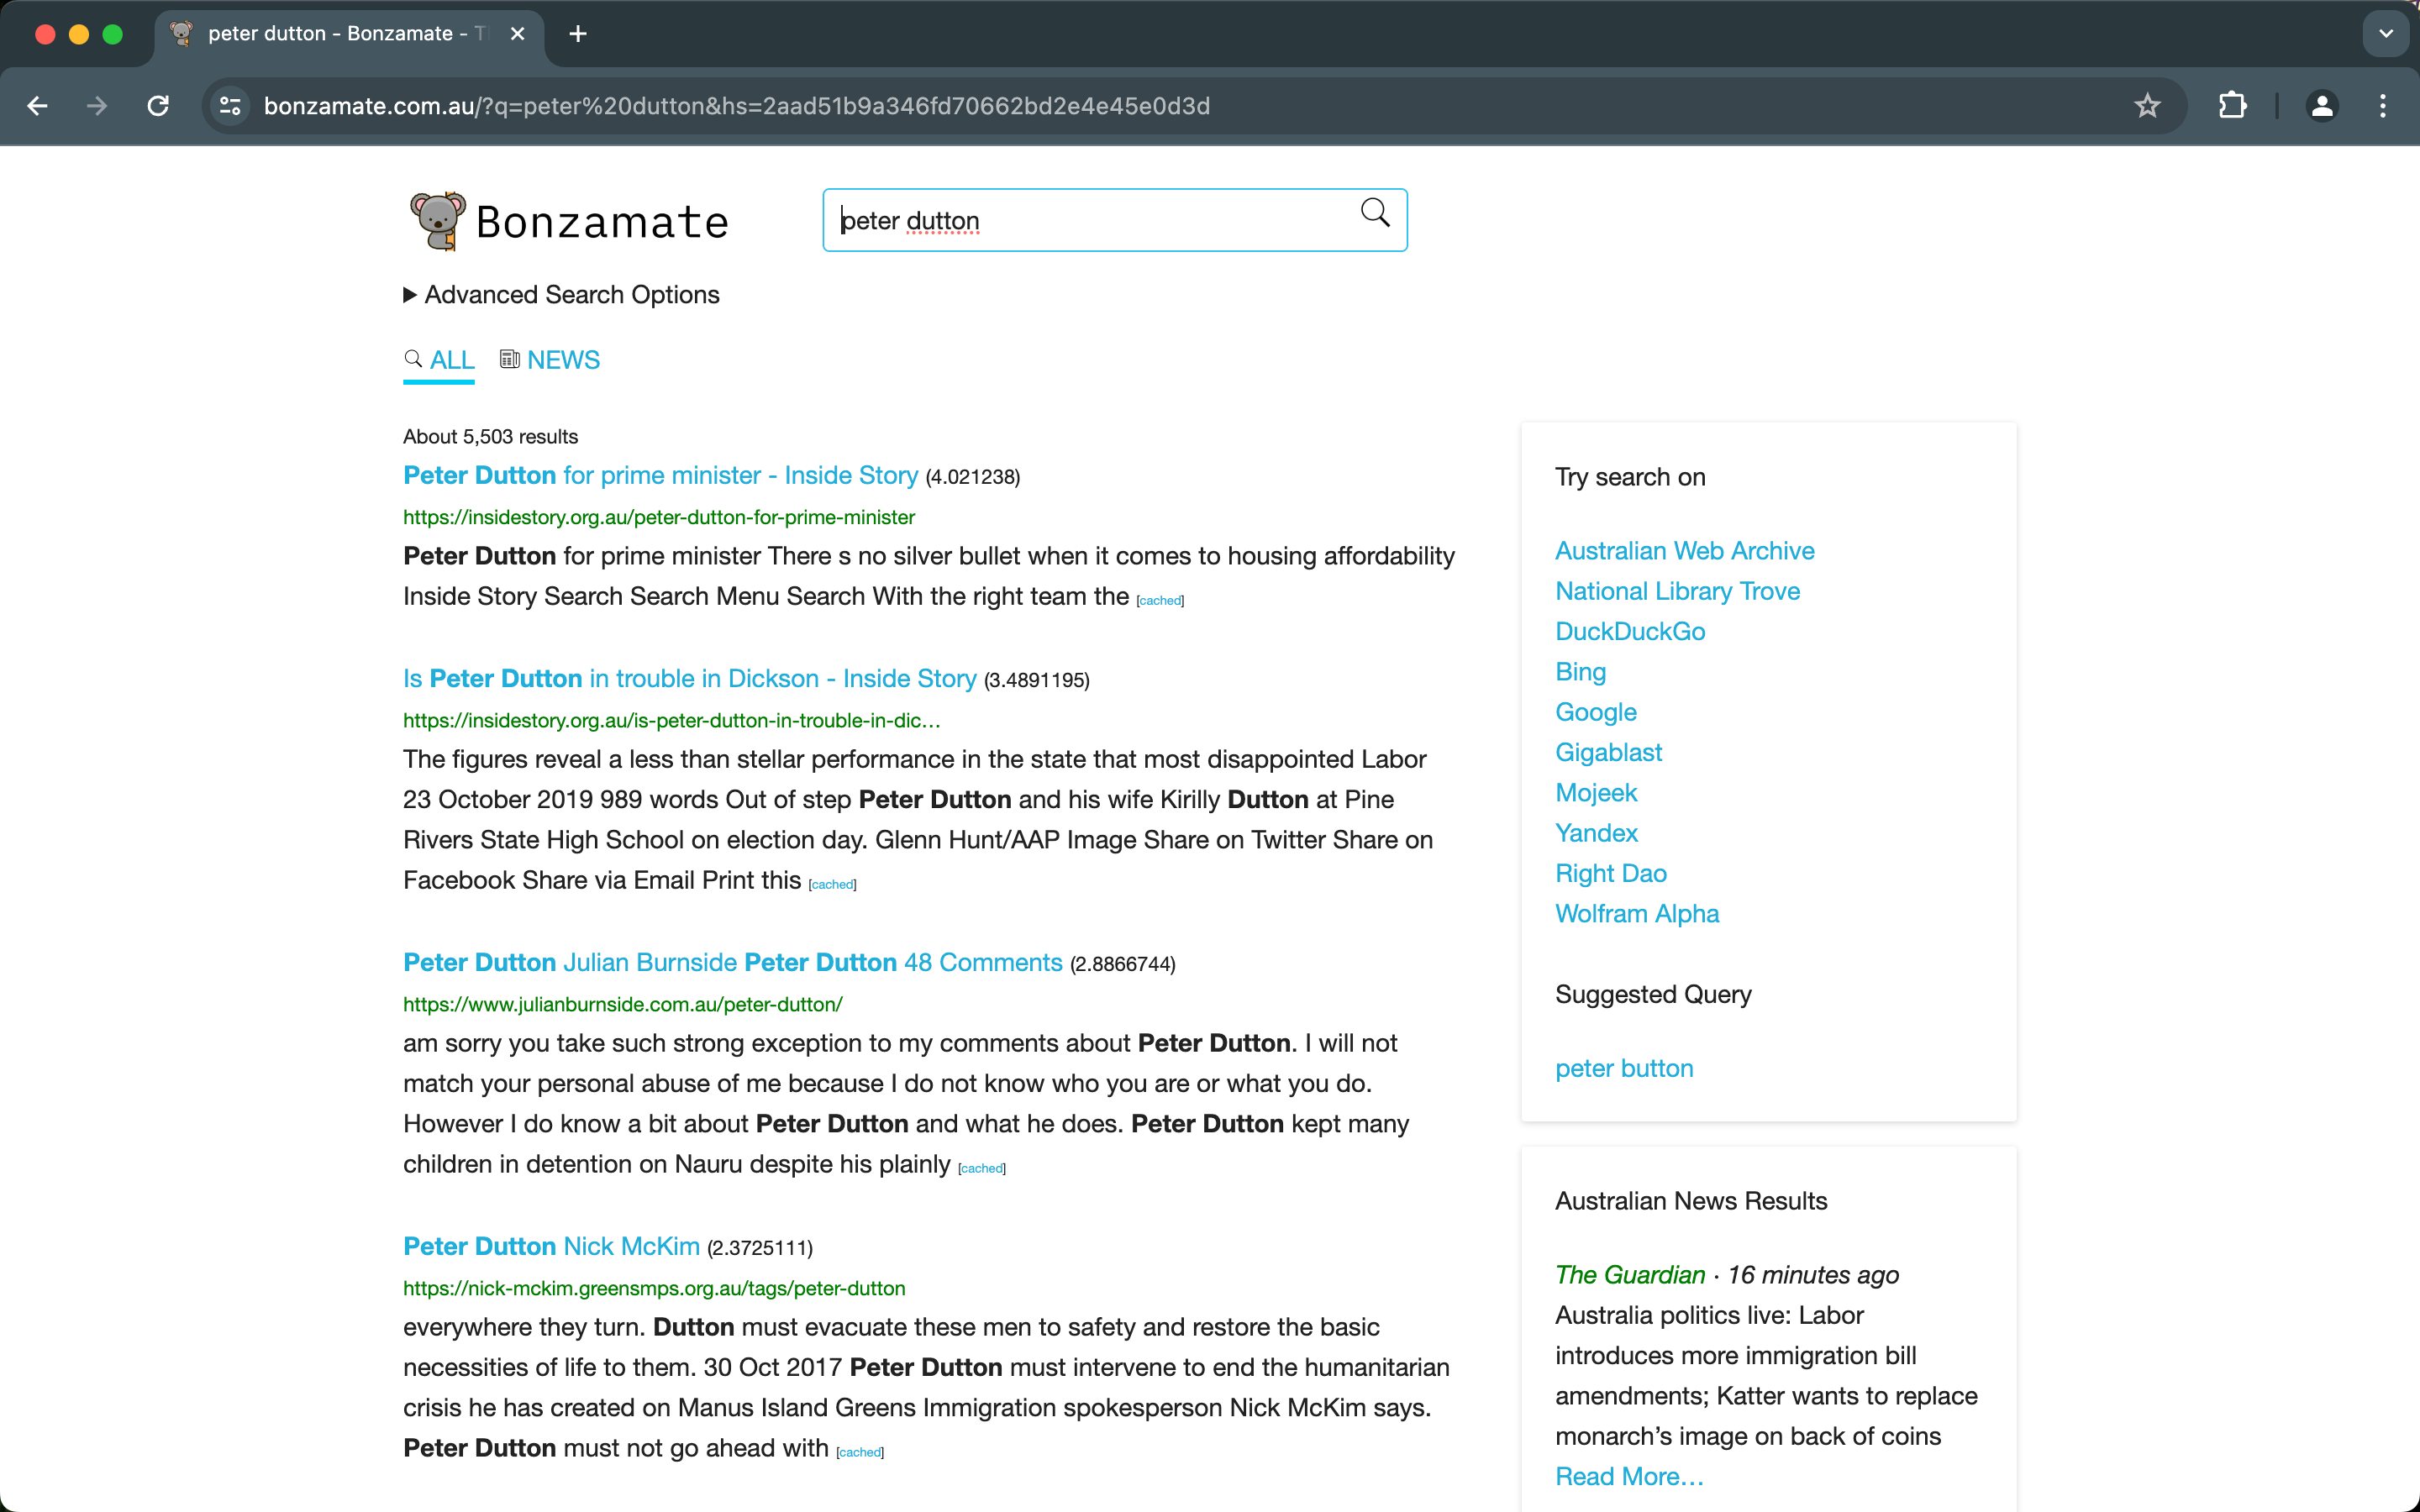 peter dutton - Bonzamate -
bonzamate.com.au/?q=peter%20dutton&hs=2aad51b9a346fd70662bd2e4e45e0d3d
Bonzamate
peter dutton
Advanced Search Options
ALL NEWS
About 5,503 results
Peter Dutton for prime minister - Inside Story (4.021238)
https://insidestory.org.au/peter-dutton-for-prime-minister
Peter Dutton for prime minister There s no silver bullet when it comes to housing affordability
Inside Story Search Search Menu Search With the right team the [cached]
Is Peter Dutton in trouble in Dickson - Inside Story (3.4891195)
https://insidestory.org.au/is-peter-dutton-in-trouble-in-dic…
The figures reveal a less than stellar performance in the state that most disappointed Labor
23 October 2019 989 words Out of step Peter Dutton and his wife Kirilly Dutton at Pine
Rivers State High School on election day. Glenn Hunt/AAP Image Share on Twitter Share on
Facebook Share via Email Print this [cached]
Peter Dutton Julian Burnside Peter Dutton 48 Comments (2.8866744)
https://www.julianburnside.com.au/peter-dutton/
am sorry you take such strong exception to my comments about Peter Dutton. I will not
match your personal abuse of me because I do not know who you are or what you do.
However I do know a bit about Peter Dutton and what he does. Peter Dutton kept many
children in detention on Nauru despite his plainly [cached]
Peter Dutton Nick McKim (2.3725111)
https://nick-mckim.greensmps.org.au/tags/peter-dutton
everywhere they turn. Dutton must evacuate these men to safety and restore the basic
necessities of life to them. 30 Oct 2017 Peter Dutton must intervene to end the humanitarian
crisis he has created on Manus Island Greens Immigration spokesperson Nick McKim says.
Peter Dutton must not go ahead with [cached]
Try search on
Australian Web Archive
National Library Trove
DuckDuckGo
Bing
Google
Gigablast
Mojeek
Yandex
Right Dao
Wolfram Alpha
Suggested Query
peter button
Australian News Results
The Guardian · 16 minutes ago
Australia politics live: Labor
introduces more immigration bill
amendments; Katter wants to replace
monarch’s image on back of coins
Read More…